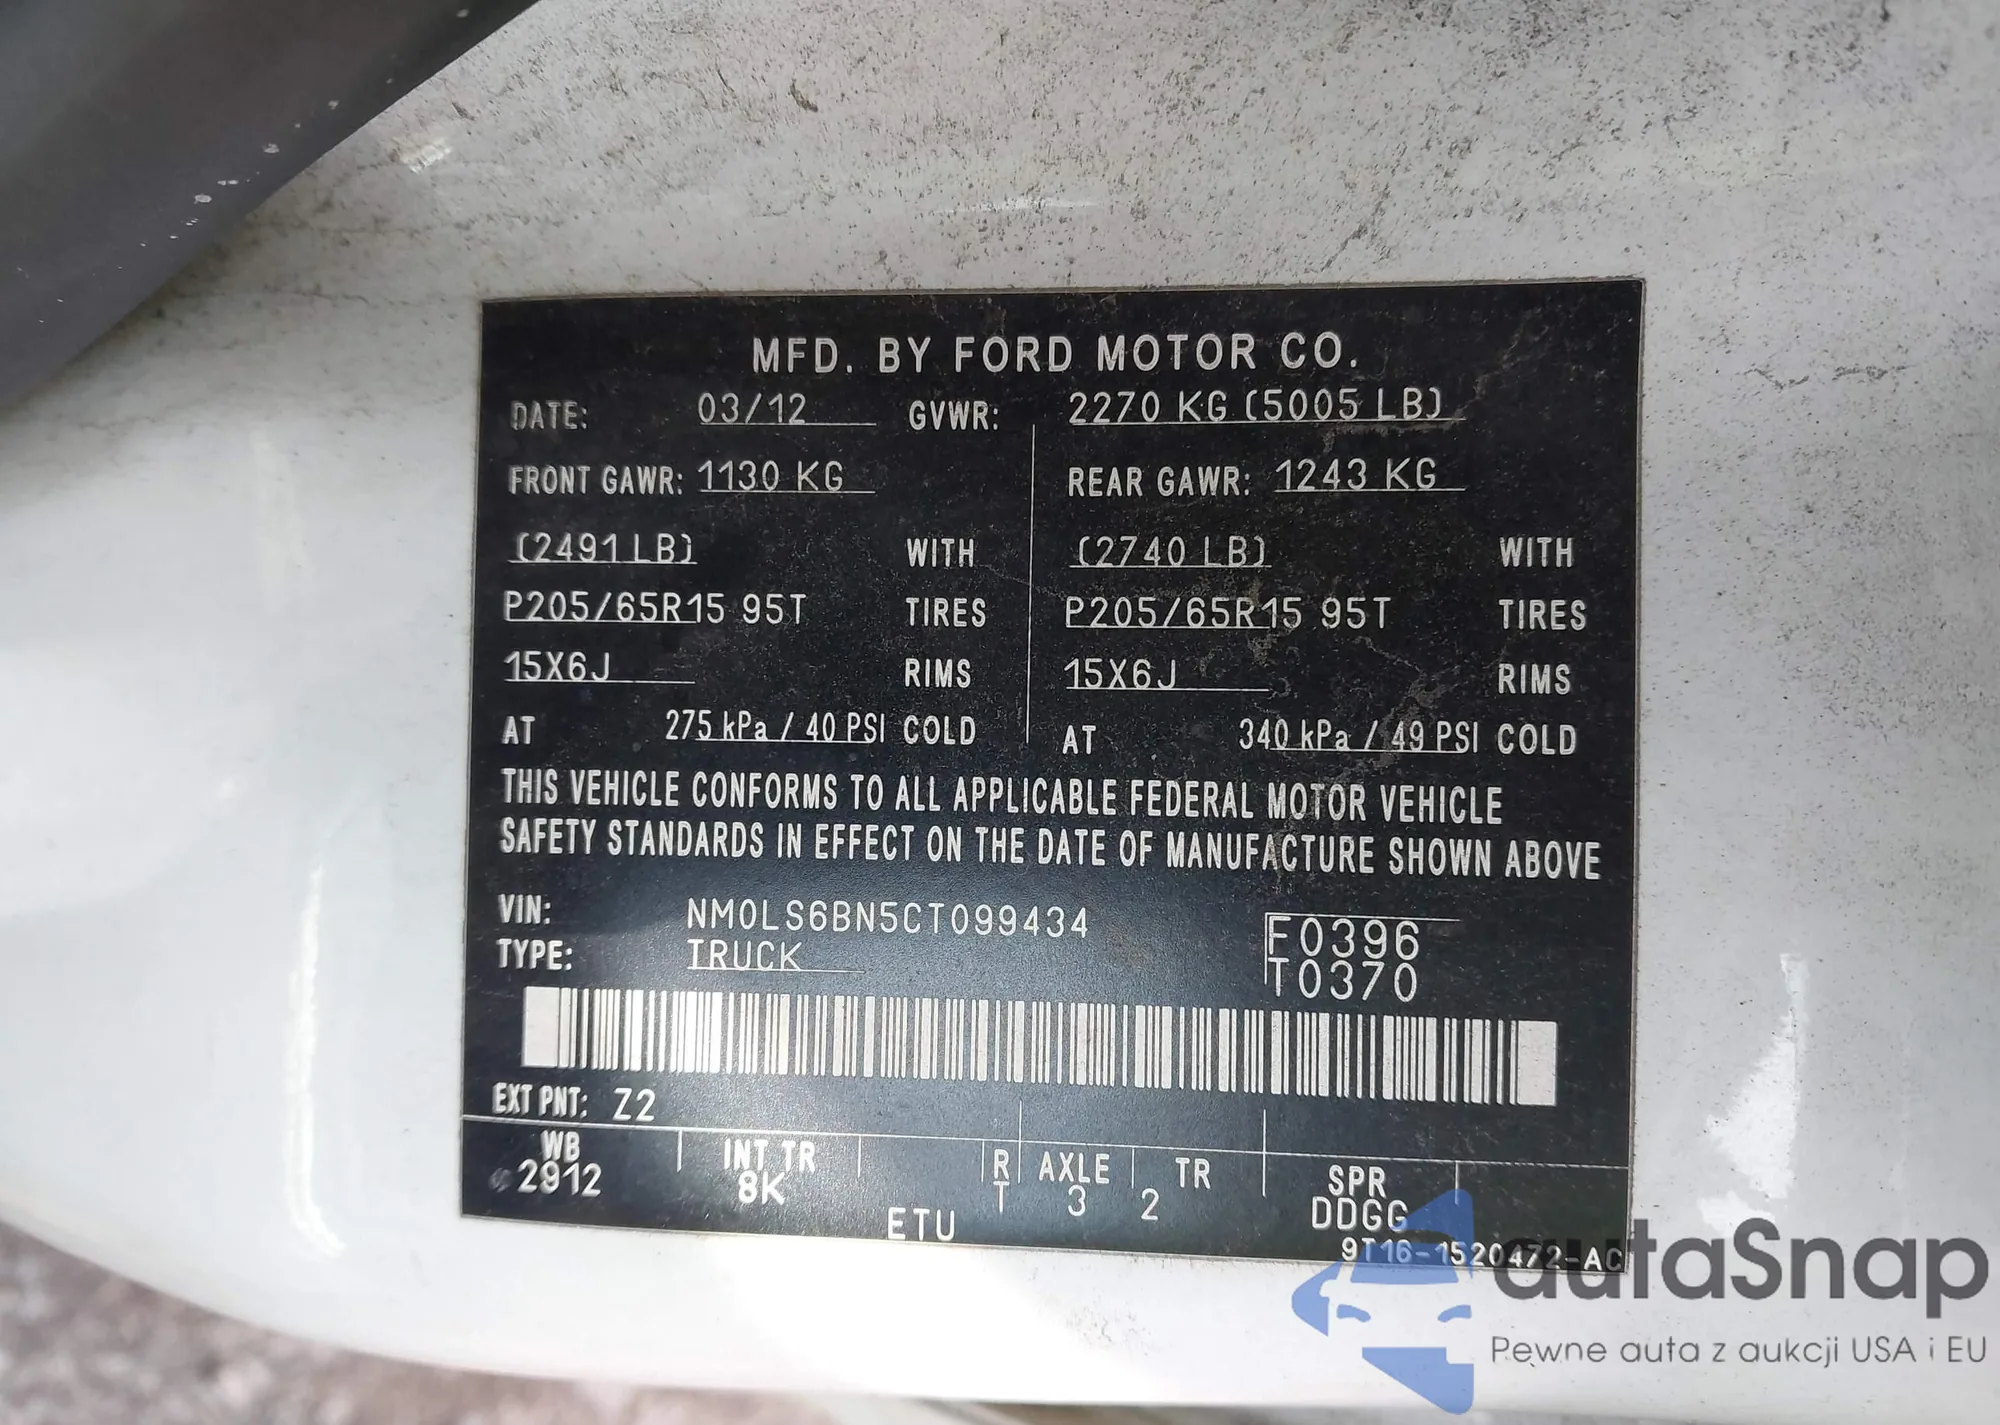 MFD. BY FORD MOTOR CO.
DATE: 03/12 GVWR: 2270 KG (5005 LB)
FRONT GAWR: 1130 KG REAR GAWR: 1243 KG
(2491 LB) WITH (2740 LB) WITH
P205/65R15 95T TIRES P205/65R15 95T TIRES
15X6J RIMS 15X6J RIMS
AT 275 kPa / 40 PSI COLD AT 340 kPa / 49 PSI COLD
THIS VEHICLE CONFORMS TO ALL APPLICABLE FEDERAL MOTOR VEHICLE
SAFETY STANDARDS IN EFFECT ON THE DATE OF MANUFACTURE SHOWN ABOVE
VIN: NM0LS6BN5CT099434 F0396
TYPE: TRUCK T0370
EXT PNT: Z2
WB INT TR R AXLE TR SPR
2912 8K T 3 2 DDGG
ETU
9T16-1520472-AC
autaSnap
Pewne auta z aukcji USA i EU